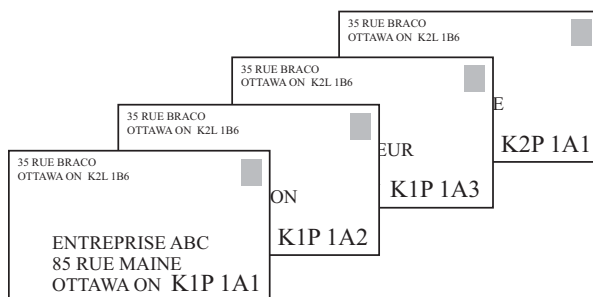 35 RUE BRACO
OTTAWA ON K2L 1B6
E
K2P 1A1
35 RUE BRACO
OTTAWA ON K2L 1B6
EUR
K1P 1A3
35 RUE BRACO
OTTAWA ON K2L 1B6
ON
K1P 1A2
35 RUE BRACO
OTTAWA ON K2L 1B6
ENTREPRISE ABC
85 RUE MAINE
OTTAWA ON K1P 1A1